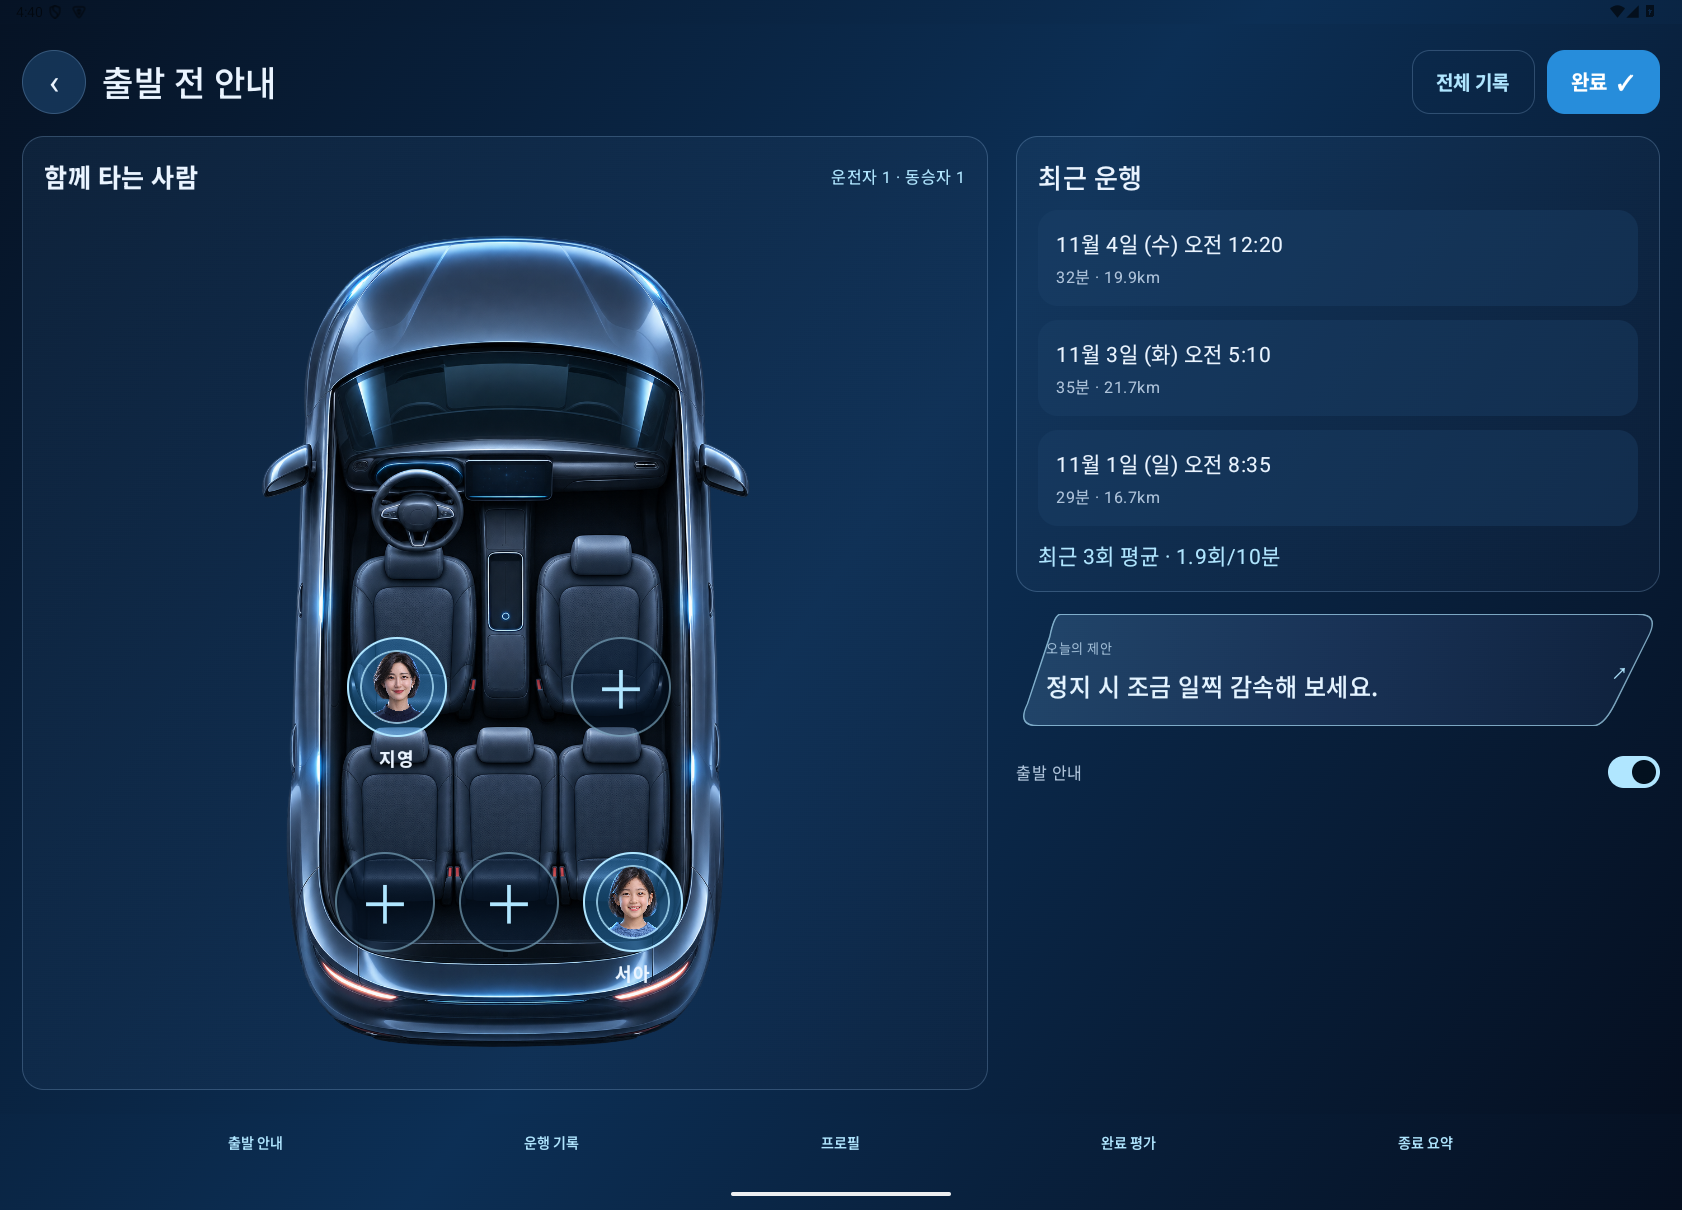 4:40
출발 전 안내
전체 기록
완료 ✓
함께 타는 사람
운전자 1 · 동승자 1
지영
서아
최근 운행
11월 4일 (수) 오전 12:20
32분 · 19.9km
11월 3일 (화) 오전 5:10
35분 · 21.7km
11월 1일 (일) 오전 8:35
29분 · 16.7km
최근 3회 평균 · 1.9회/10분
오늘의 제안
정지 시 조금 일찍 감속해 보세요.
출발 안내
출발 안내
운행 기록
프로필
완료 평가
종료 요약